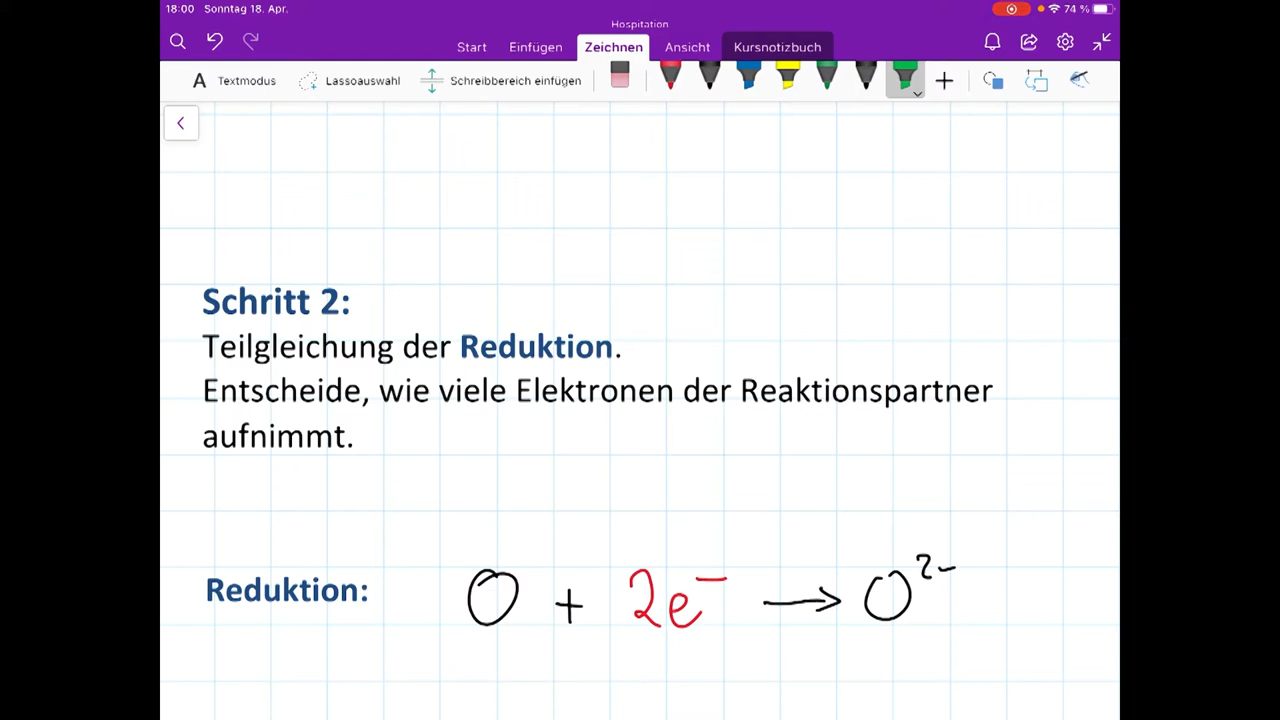 18:00 Sonntag 18. Apr.
74 %
Hospitation
Start Einfügen Zeichnen Ansicht Kursnotizbuch
A Textmodus Lassoauswahl Schreibbereich einfügen
Schritt 2:
Teilgleichung der Reduktion.
Entscheide, wie viele Elektronen der Reaktionspartner
aufnimmt.
Reduktion: O + 2e⁻ → O²⁻